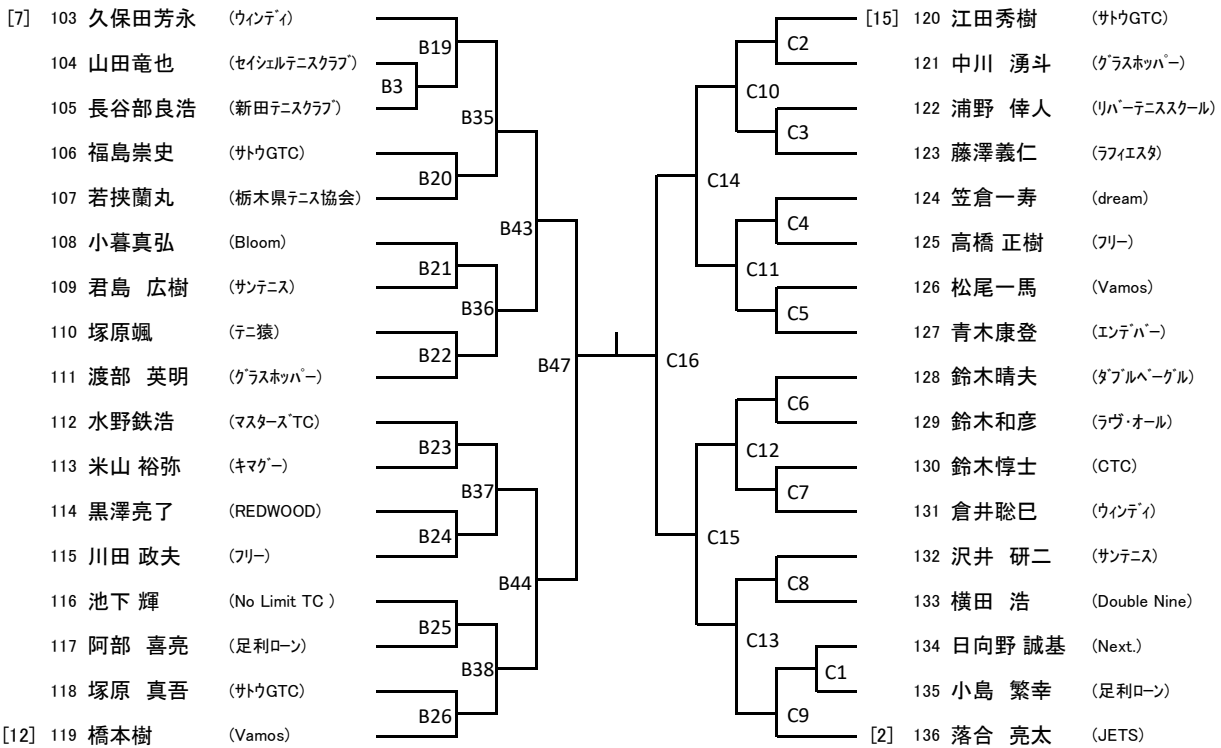 [7] 103 久保田芳永 (ウィンディ)
104 山田竜也 (セイシェルテニスクラブ)
105 長谷部良浩 (新田テニスクラブ)
106 福島崇史 (サトウGTC)
107 若挟蘭丸 (栃木県テニス協会)
108 小暮真弘 (Bloom)
109 君島 広樹 (サンテニス)
110 塚原颯 (テニ猿)
111 渡部 英明 (グラスホッパー)
112 水野鉄浩 (マスターズTC)
113 米山 裕弥 (キマグー)
114 黒澤亮了 (REDWOOD)
115 川田 政夫 (フリー)
116 池下 輝 (No Limit TC )
117 阿部 喜亮 (足利ローン)
118 塚原 真吾 (サトウGTC)
[12] 119 橋本樹 (Vamos)
B19
B3
B35
B20
B43
B21
B36
B22
B47
B23
B37
B24
B44
B25
B38
B26
C2
C10
C3
C14
C4
C11
C5
C16
C6
C12
C7
C15
C8
C13
C1
C9
[15] 120 江田秀樹 (サトウGTC)
121 中川 湧斗 (グラスホッパー)
122 浦野 倖人 (リバーテニススクール)
123 藤澤義仁 (ラフィエスタ)
124 笠倉一寿 (dream)
125 高橋 正樹 (フリー)
126 松尾一馬 (Vamos)
127 青木康登 (エンデバー)
128 鈴木晴夫 (ダブルベーグル)
129 鈴木和彦 (ラヴ・オール)
130 鈴木惇士 (CTC)
131 倉井聡巳 (ウィンディ)
132 沢井 研二 (サンテニス)
133 横田 浩 (Double Nine)
134 日向野 誠基 (Next.)
135 小島 繁幸 (足利ローン)
[2] 136 落合 亮太 (JETS)